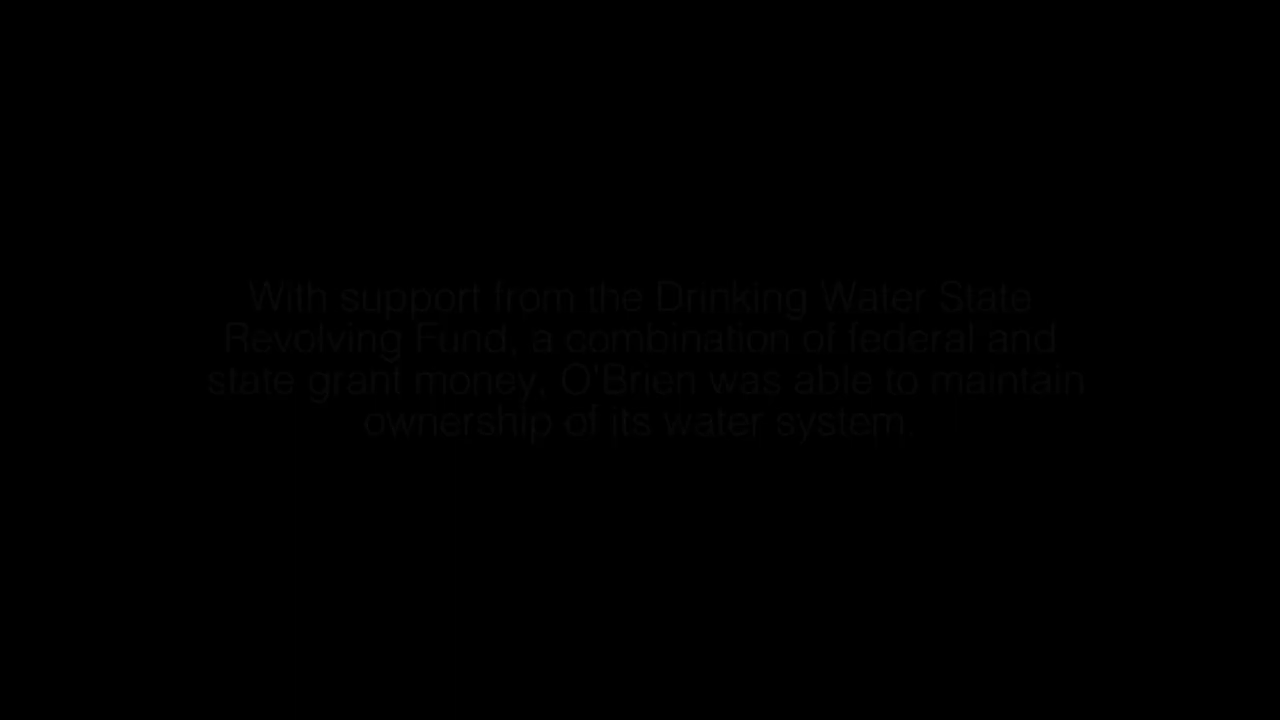 With support from the Drinking Water State
Revolving Fund, a combination of federal and
state grant money, O'Brien was able to maintain
ownership of its water system.